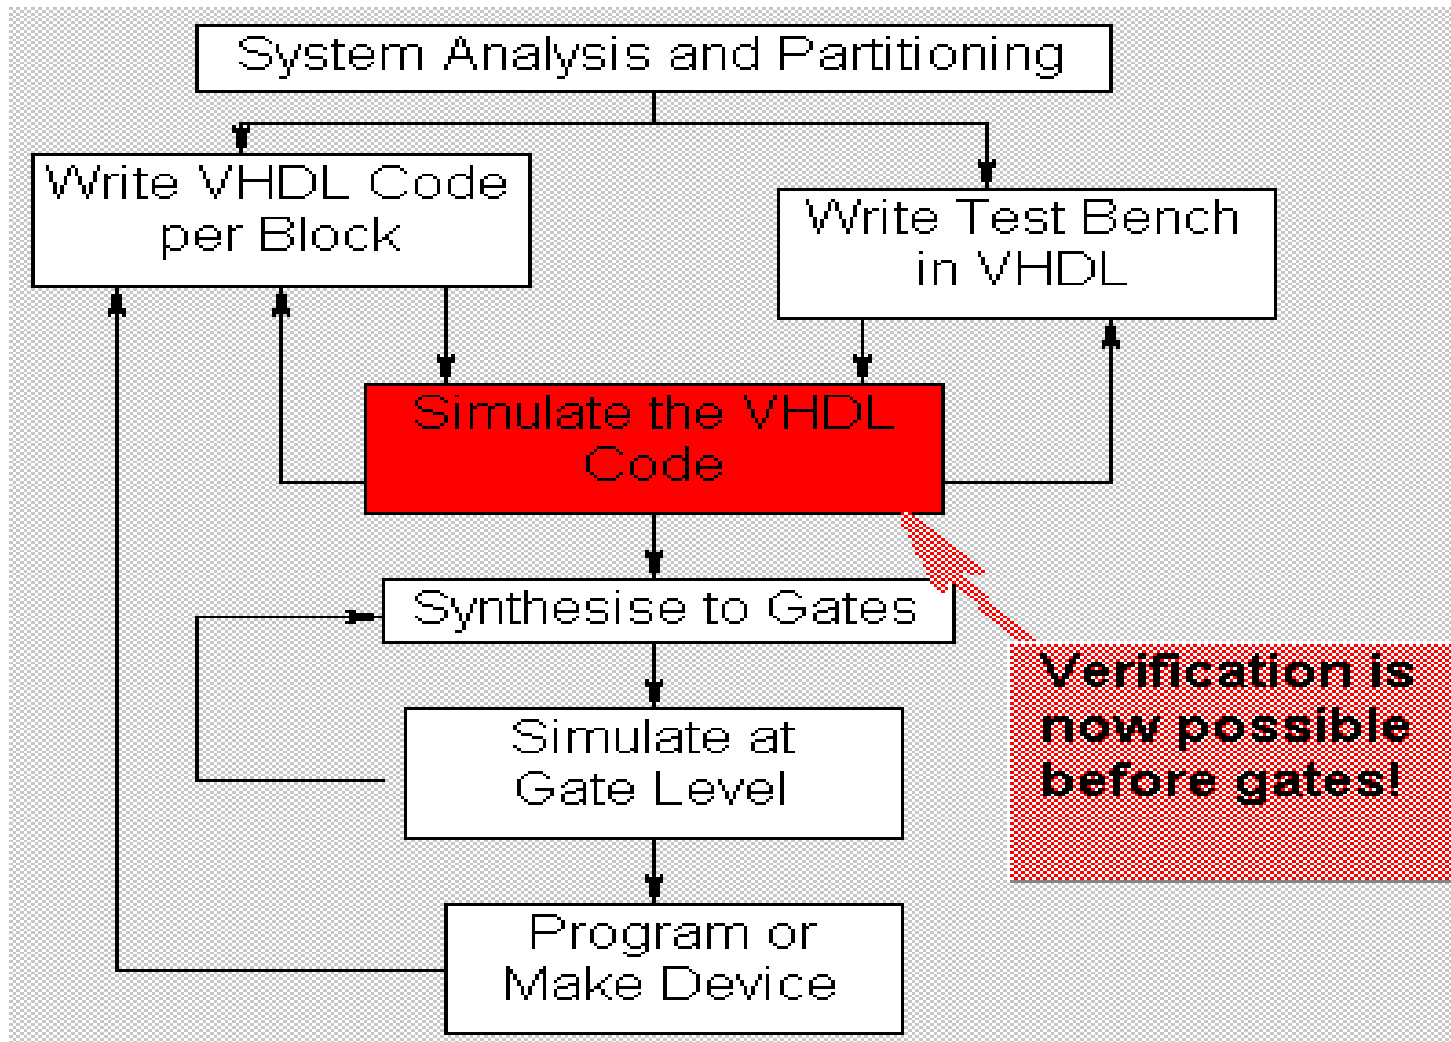 System Analysis and Partitioning
Write VHDL Code
per Block
Write Test Bench
in VHDL
Simulate the VHDL
Code
Synthesise to Gates
Verification is
now possible
before gates!
Simulate at
Gate Level
Program or
Make Device